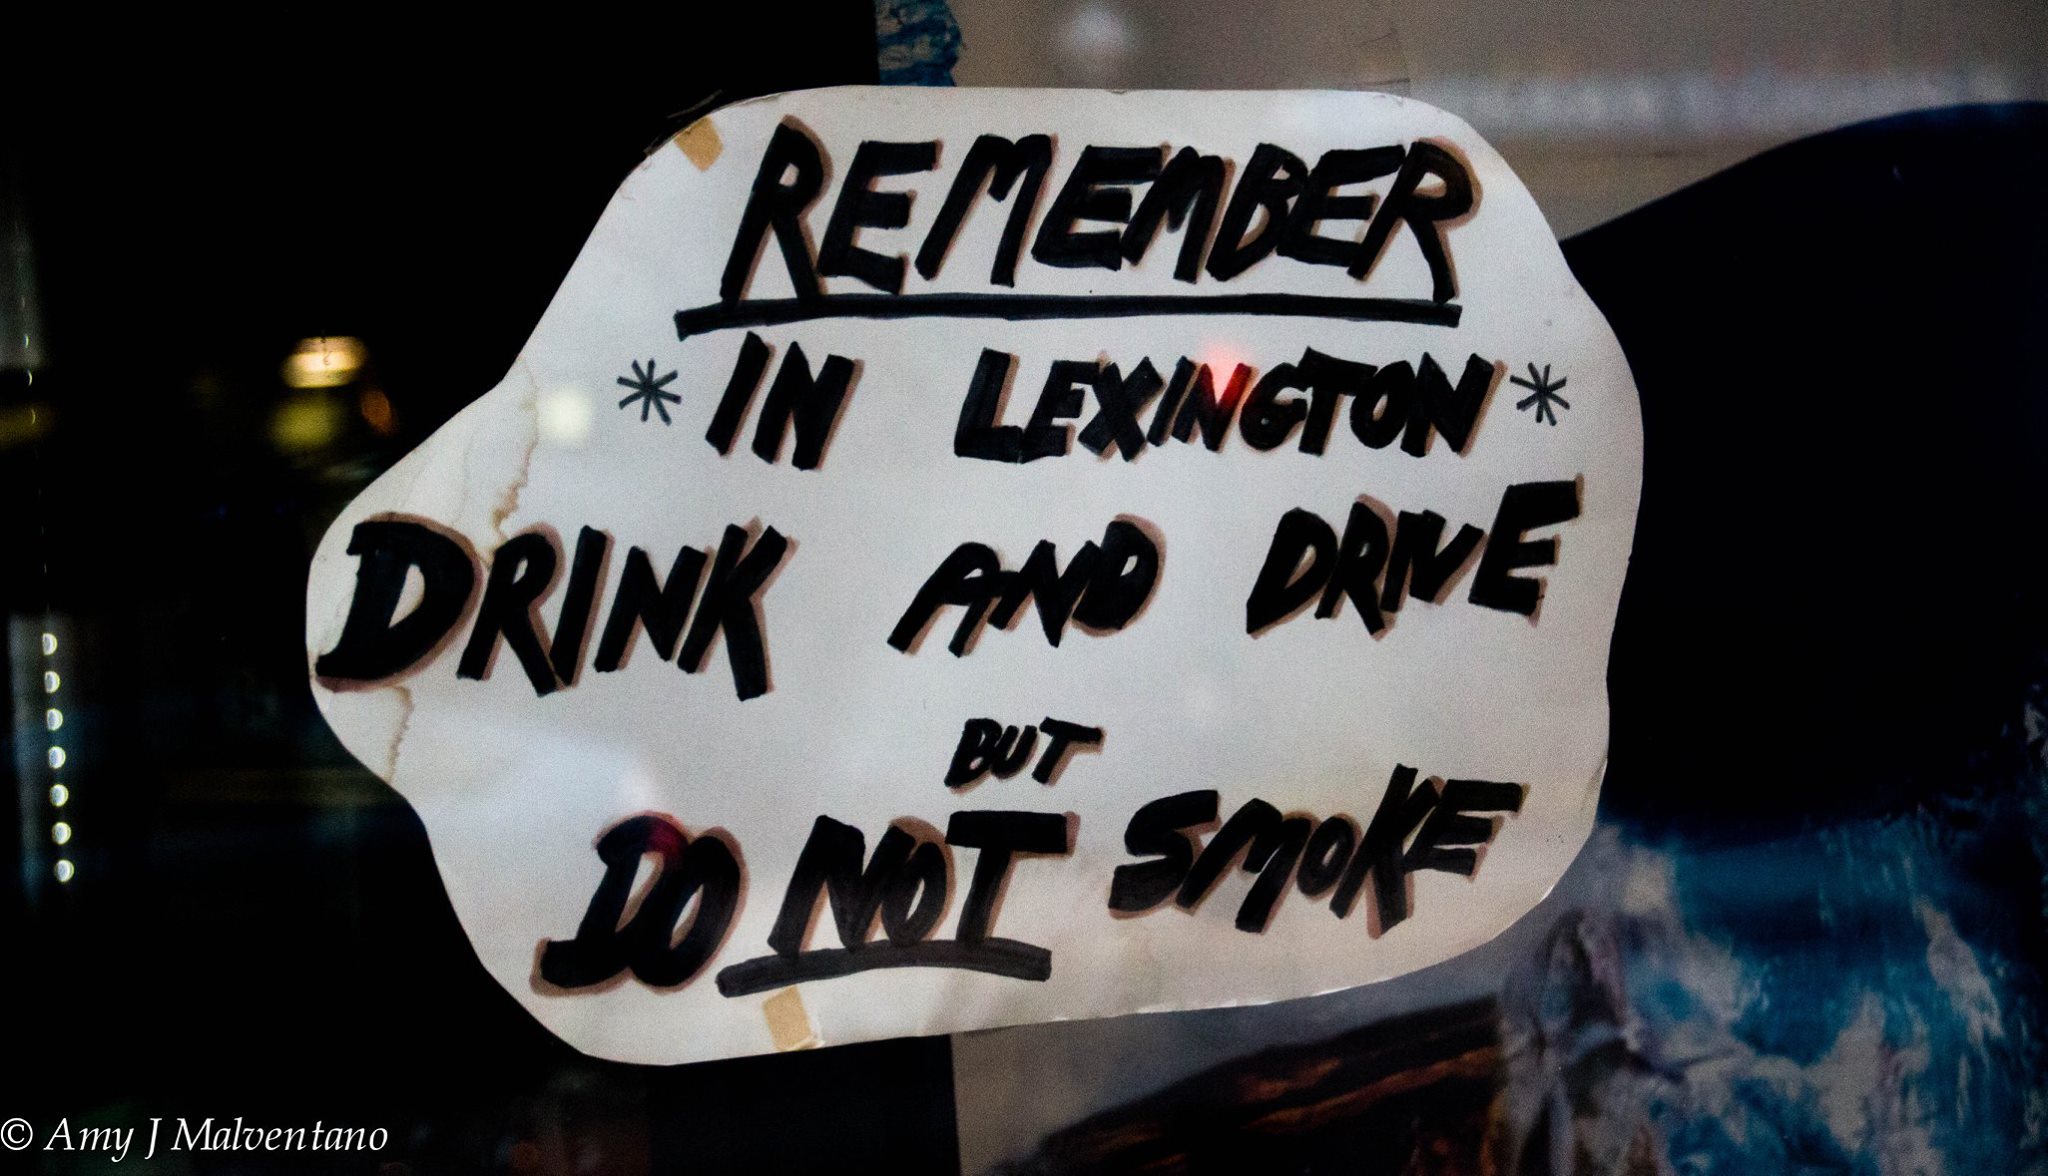 REMEMBER
* IN LEXINGTON *
DRINK AND DRIVE
BUT
DO NOT SMOKE
© Amy J Malventano